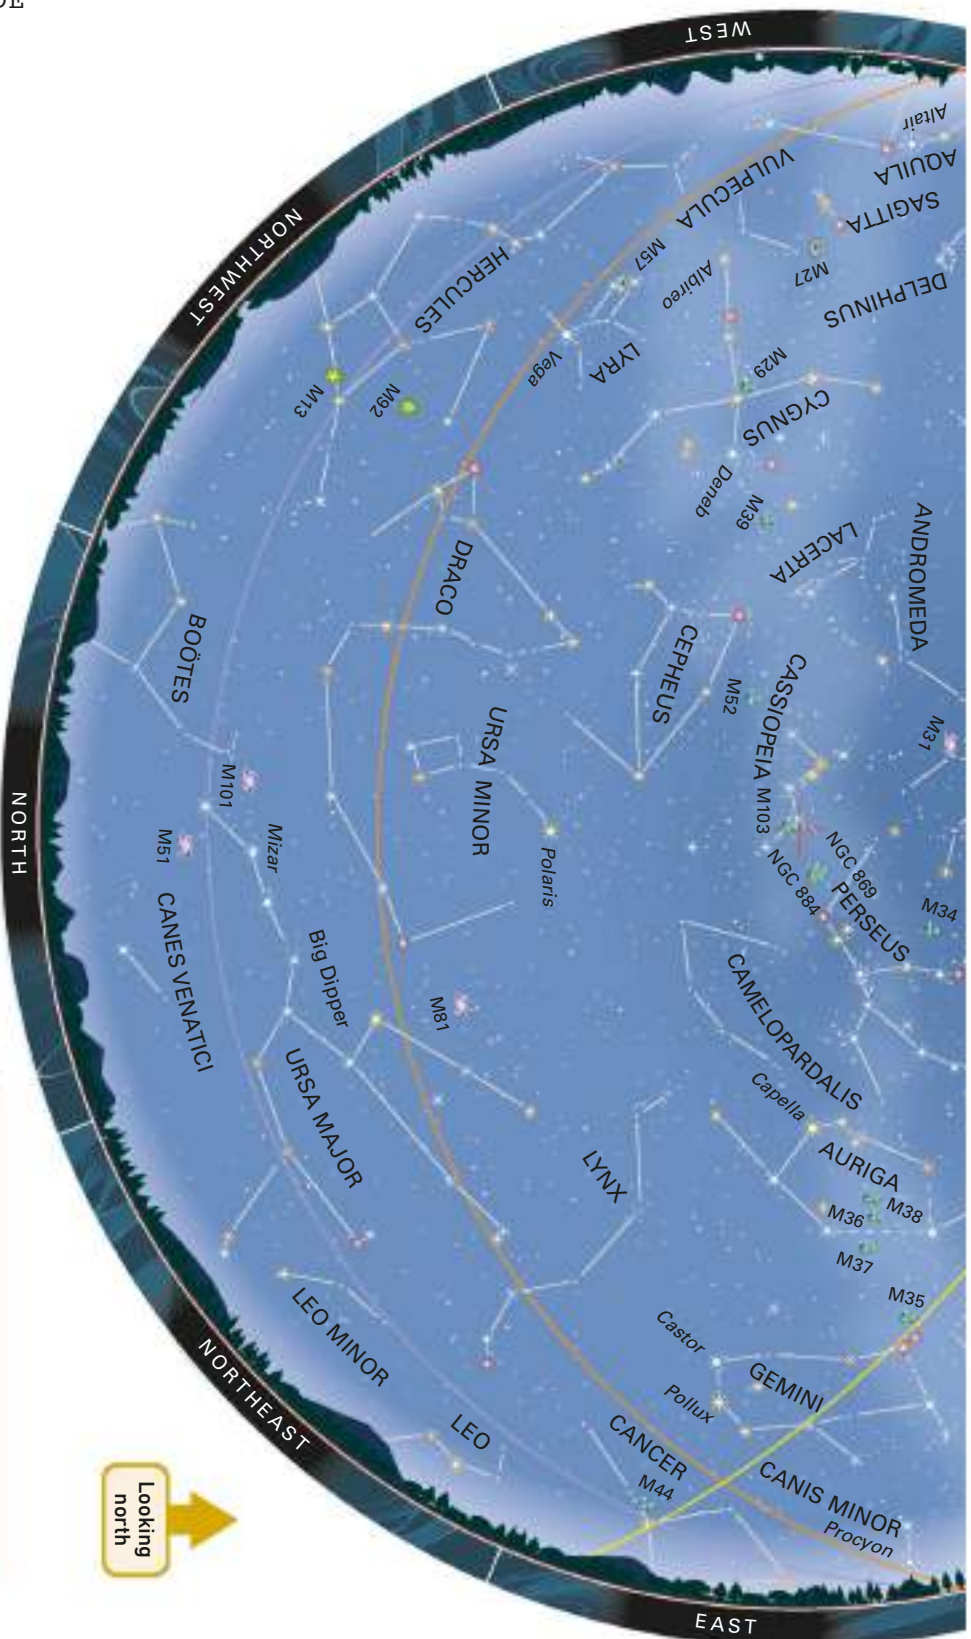 WEST
NORTHWEST
NORTH
NORTHEAST
EAST
Altair
AQUILA
SAGITTA
VULPECULA
M27
DELPHINUS
M57
Albireo
HERCULES
LYRA
Vega
M29
CYGNUS
Deneb
M13
M92
M39
LACERTA
ANDROMEDA
DRACO
BOÖTES
CEPHEUS
M52
CASSIOPEIA
M103
M31
URSA MINOR
Polaris
NGC 869
NGC 884
PERSEUS
M34
M101
M51
Mizar
CANES VENATICI
Big Dipper
M81
CAMELOPARDALIS
URSA MAJOR
Capella
AURIGA
LYNX
M36
M38
M37
M35
LEO MINOR
Castor
GEMINI
Pollux
LEO
CANCER
M44
CANIS MINOR
Procyon
Looking
north